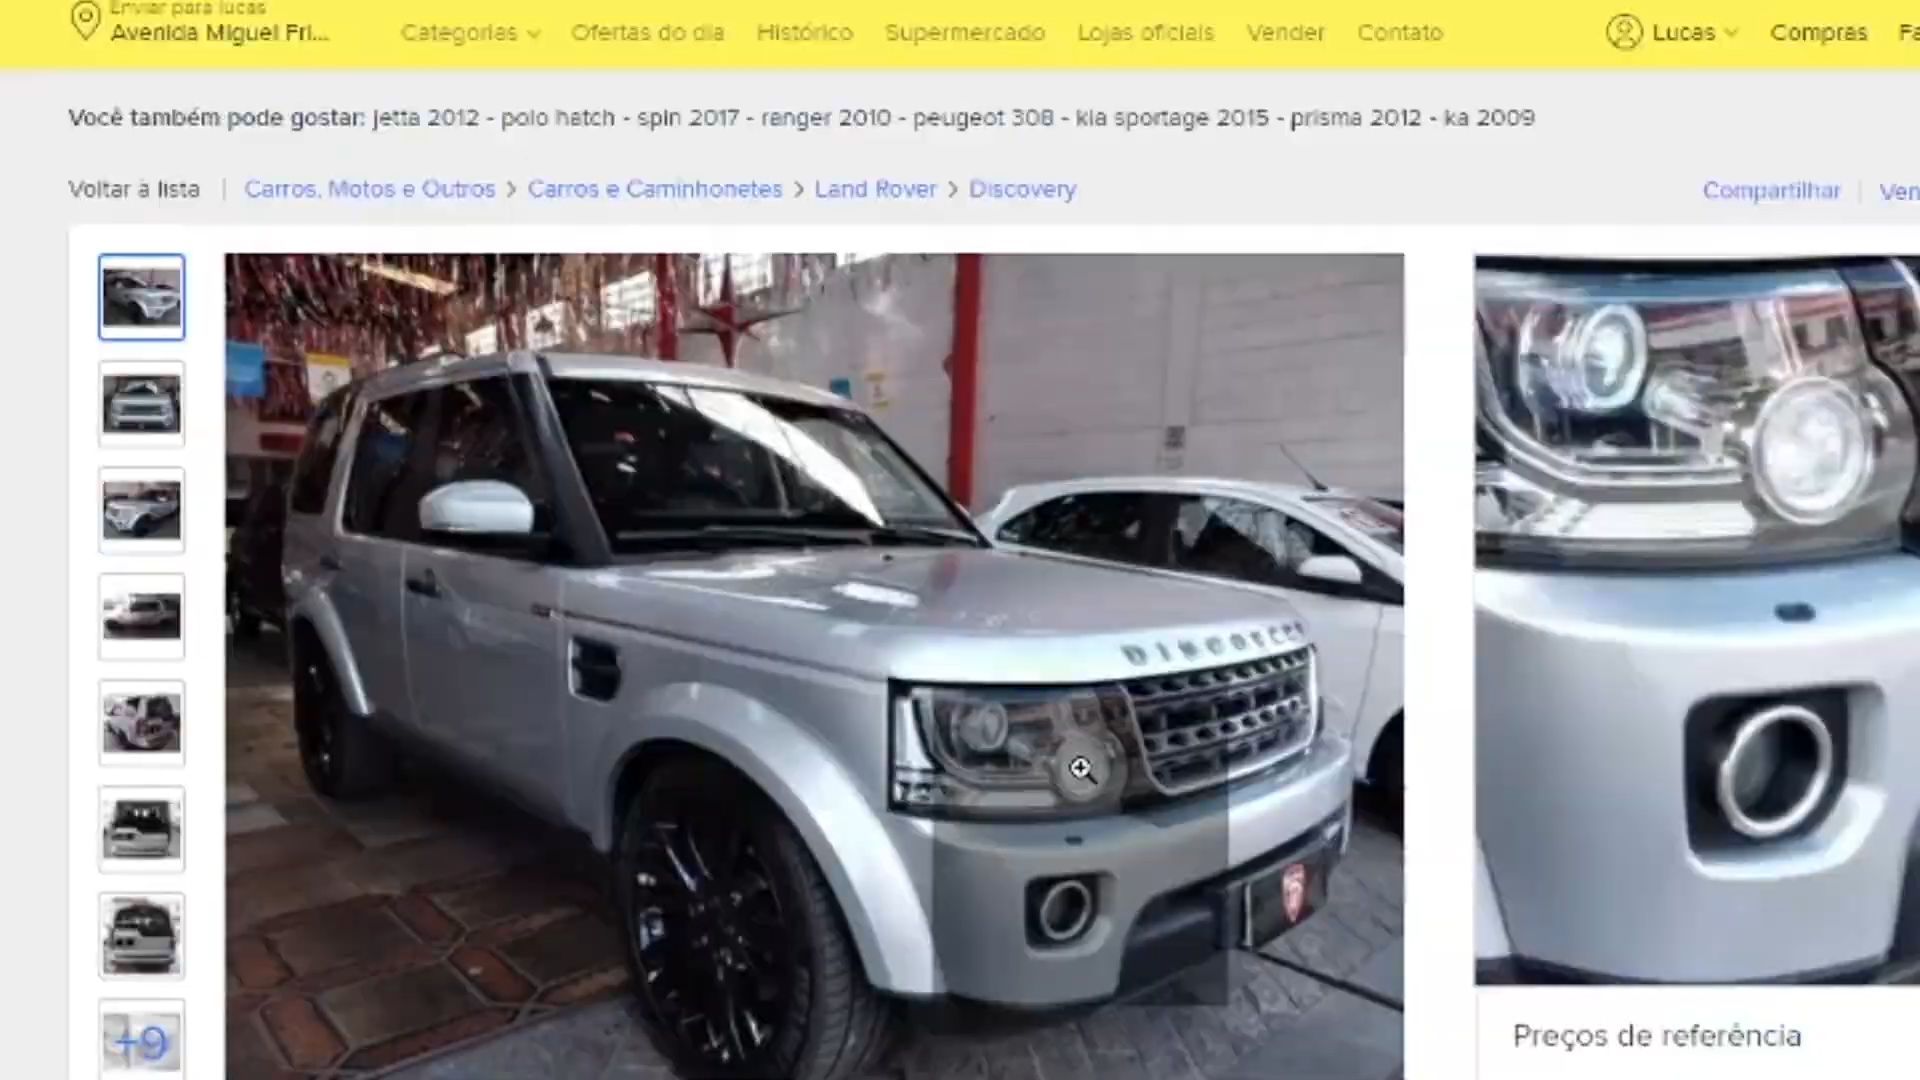 Enviar para lucas
Avenida Miguel Fri...
Categorias
Ofertas do dia
Histórico
Supermercado
Lojas oficiais
Vender
Contato
Lucas
Compras
Fa
Você também pode gostar: jetta 2012 - polo hatch - spin 2017 - ranger 2010 - peugeot 308 - kia sportage 2015 - prisma 2012 - ka 2009
Voltar à lista | Carros, Motos e Outros > Carros e Caminhonetes > Land Rover > Discovery
Compartilhar | Ven
DISCOVERY
+9
Preços de referência